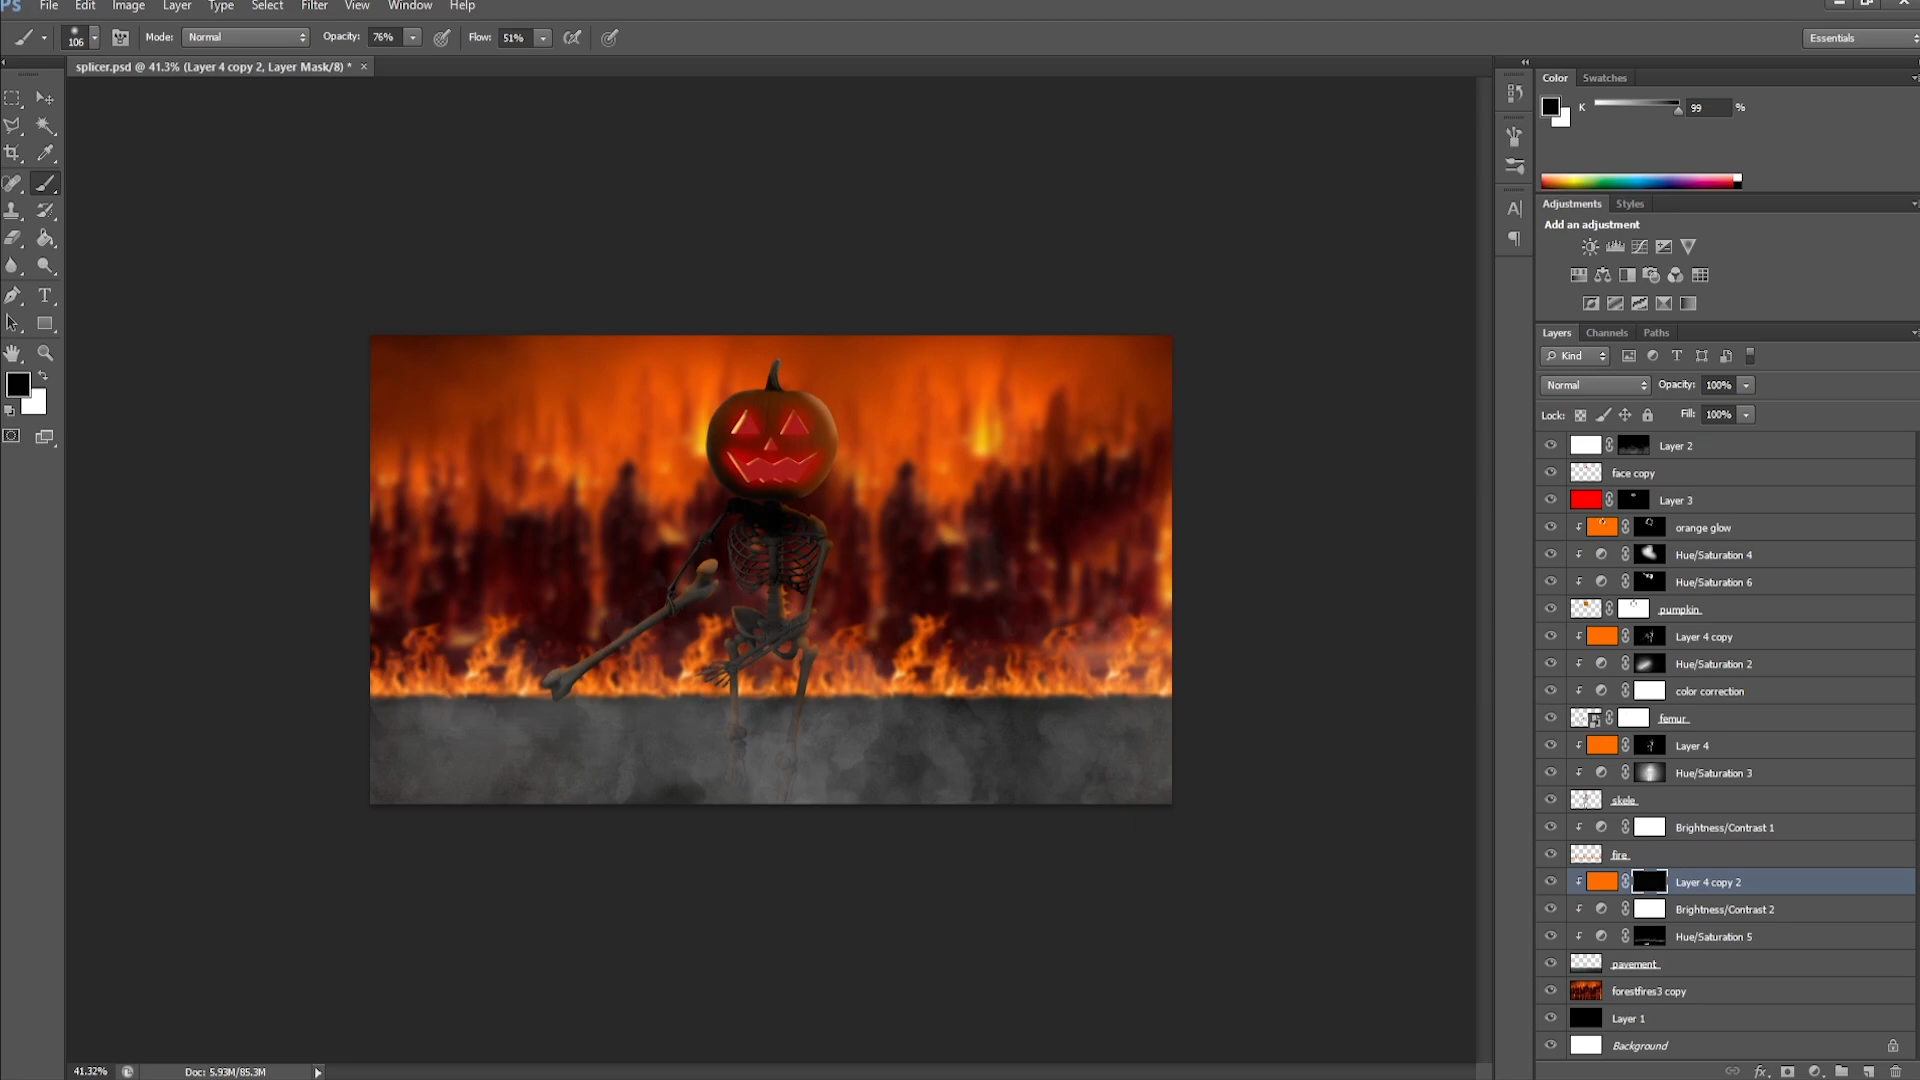 Ps File Edit Image Layer Type Select Filter View Window Help
106 Mode: Normal Opacity: 76% Flow: 51% Essentials
splicer.psd @ 41.3% (Layer 4 copy 2, Layer Mask/8) * ×
Color Swatches
K 99 %
Adjustments Styles
Add an adjustment
Layers Channels Paths
Kind
Normal Opacity: 100%
Lock: Fill: 100%
Layer 2
face copy
Layer 3
orange glow
Hue/Saturation 4
Hue/Saturation 6
pumpkin
Layer 4 copy
Hue/Saturation 2
color correction
femur
Layer 4
Hue/Saturation 3
skele
Brightness/Contrast 1
fire
Layer 4 copy 2
Brightness/Contrast 2
Hue/Saturation 5
pavement
forestfires3 copy
Layer 1
Background
41.32% Doc: 5.93M/85.3M